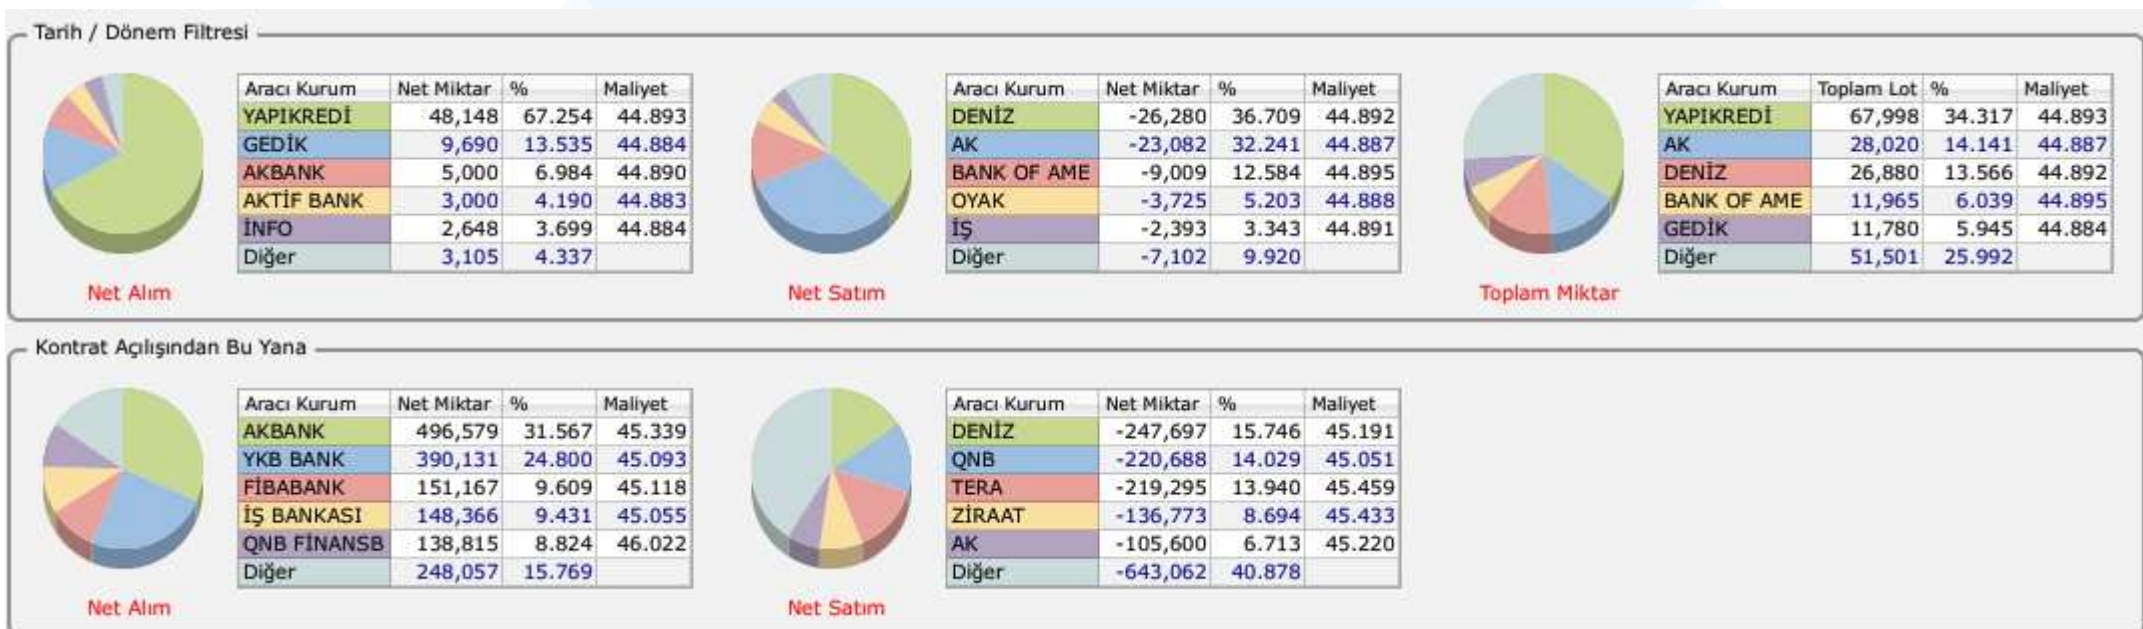 Tarih / Dönem Filtresi
Aracı Kurum Net Miktar % Maliyet
YAPIKREDİ 48,148 67.254 44.893
GEDİK 9,690 13.535 44.884
AKBANK 5,000 6.984 44.890
AKTİF BANK 3,000 4.190 44.883
İNFO 2,648 3.699 44.884
Diğer 3,105 4.337
Net Alım
Aracı Kurum Net Miktar % Maliyet
DENİZ -26,280 36.709 44.892
AK -23,082 32.241 44.887
BANK OF AME -9,009 12.584 44.895
OYAK -3,725 5.203 44.888
İŞ -2,393 3.343 44.891
Diğer -7,102 9.920
Net Satım
Aracı Kurum Toplam Lot % Maliyet
YAPIKREDİ 67,998 34.317 44.893
AK 28,020 14.141 44.887
DENİZ 26,880 13.566 44.892
BANK OF AME 11,965 6.039 44.895
GEDİK 11,780 5.945 44.884
Diğer 51,501 25.992
Toplam Miktar
Kontrat Açılışından Bu Yana
Aracı Kurum Net Miktar % Maliyet
AKBANK 496,579 31.567 45.339
YKB BANK 390,131 24.800 45.093
FİBABANK 151,167 9.609 45.118
İŞ BANKASI 148,366 9.431 45.055
QNB FİNANSB 138,815 8.824 46.022
Diğer 248,057 15.769
Net Alım
Aracı Kurum Net Miktar % Maliyet
DENİZ -247,697 15.746 45.191
QNB -220,688 14.029 45.051
TERA -219,295 13.940 45.459
ZİRAAT -136,773 8.694 45.433
AK -105,600 6.713 45.220
Diğer -643,062 40.878
Net Satım